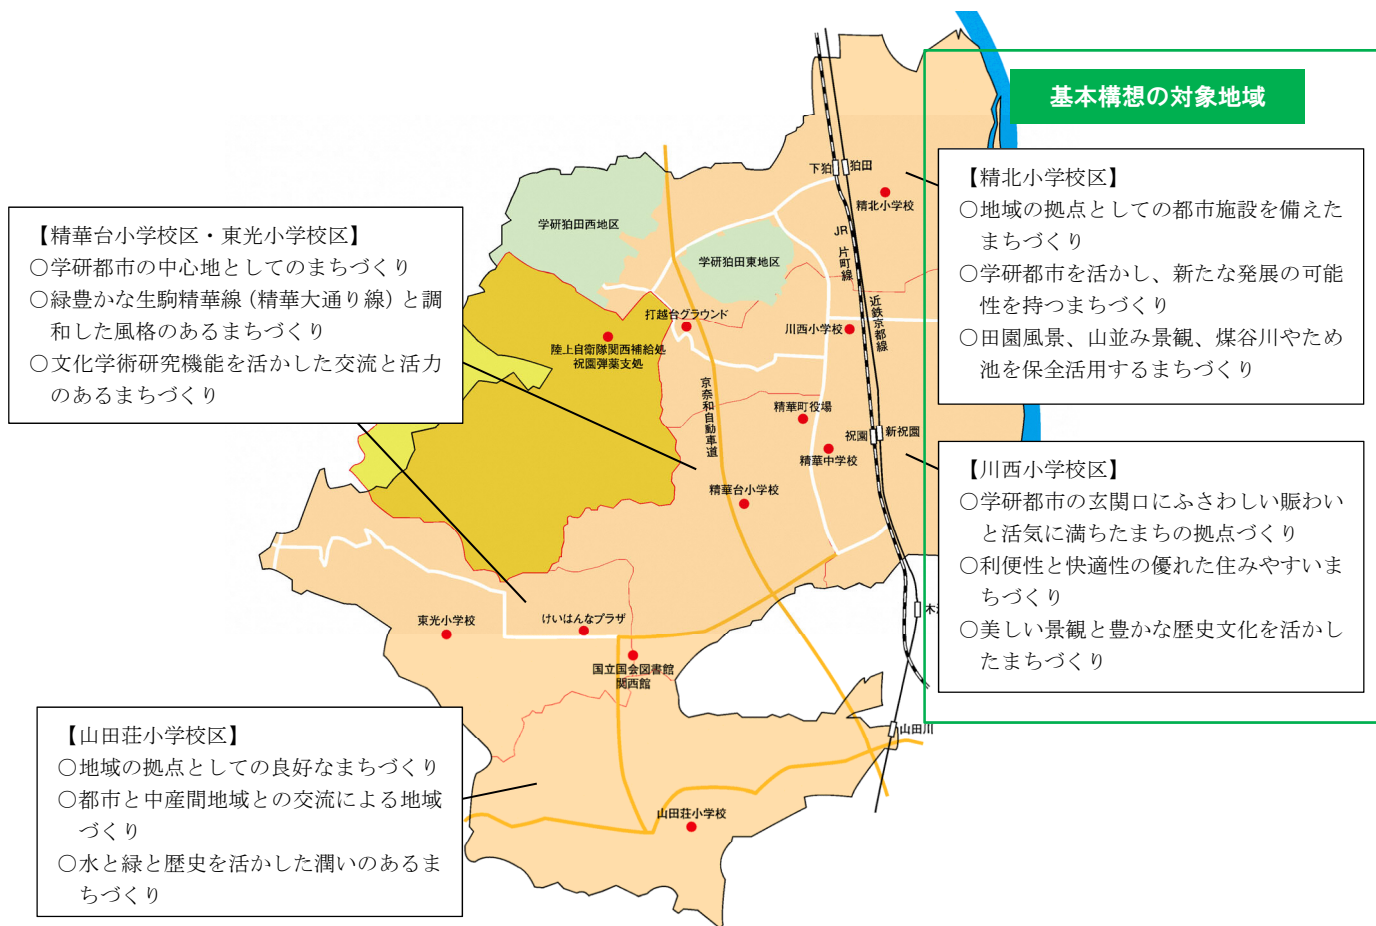 基本構想の対象地域
【精北小学校区】
○地域の拠点としての都市施設を備えた
まちづくり
○学研都市を活かし、新たな発展の可能
性を持つまちづくり
○田園風景、山並み景観、煤谷川やため
池を保全活用するまちづくり
【川西小学校区】
○学研都市の玄関口にふさわしい賑わい
と活気に満ちたまちの拠点づくり
○利便性と快適性の優れた住みやすいま
ちづくり
○美しい景観と豊かな歴史文化を活かし
たまちづくり
【精華台小学校区・東光小学校区】
○学研都市の中心地としてのまちづくり
○緑豊かな生駒精華線（精華大通り線）と調
和した風格のあるまちづくり
○文化学術研究機能を活かした交流と活力
のあるまちづくり
【山田荘小学校区】
○地域の拠点としての良好なまちづくり
○都市と中産間地域との交流による地域
づくり
○水と緑と歴史を活かした潤いのあるま
ちづくり
下狛
狛田
精北小学校
JR
片町線
近鉄京都線
学研狛田西地区
学研狛田東地区
打越台グラウンド
川西小学校
陸上自衛隊関西補給処
祝園弾薬支処
京奈和自動車道
精華町役場
祝園
新祝園
精華中学校
精華台小学校
東光小学校
けいはんなプラザ
国立国会図書館
関西館
木
山田川
山田荘小学校